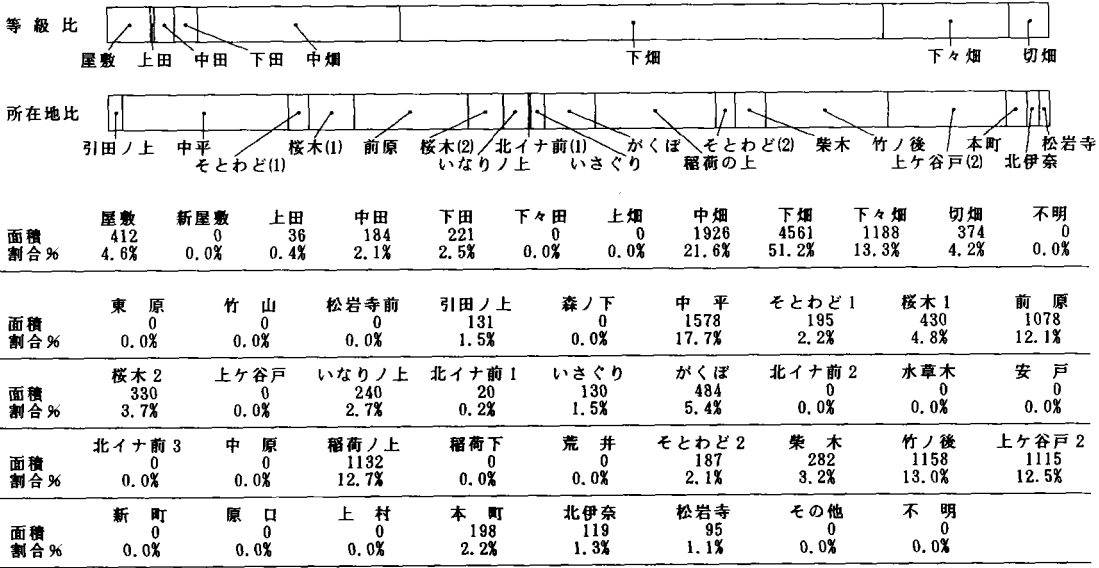 等級比
屋敷 上田 中田 下田 中畑 下畑 下々畑 切畑
所在地比
引田ノ上 中平 桜木(1) 前原 桜木(2) 北イナ前(1) がくぼ そとわど(2) 柴木 竹ノ後 本町 松岩寺
そとわど(1) いなりノ上 いさぐり 稲荷の上 上ケ谷戸(2) 北伊奈
屋敷 新屋敷 上田 中田 下田 下々田 上畑 中畑 下畑 下々畑 切畑 不明
面積 412 0 36 184 221 0 0 1926 4561 1188 374 0
割合% 4.6% 0.0% 0.4% 2.1% 2.5% 0.0% 0.0% 21.6% 51.2% 13.3% 4.2% 0.0%
東原 竹山 松岩寺前 引田ノ上 森ノ下 中平 そとわど1 桜木1 前原
面積 0 0 0 131 0 1578 195 430 1078
割合% 0.0% 0.0% 0.0% 1.5% 0.0% 17.7% 2.2% 4.8% 12.1%
桜木2 上ケ谷戸 いなりノ上 北イナ前1 いさぐり がくぼ 北イナ前2 水草木 安戸
面積 330 0 240 20 130 484 0 0 0
割合% 3.7% 0.0% 2.7% 0.2% 1.5% 5.4% 0.0% 0.0% 0.0%
北イナ前3 中原 稲荷ノ上 稲荷下 荒井 そとわど2 柴木 竹ノ後 上ケ谷戸2
面積 0 0 1132 0 0 187 282 1158 1115
割合% 0.0% 0.0% 12.7% 0.0% 0.0% 2.1% 3.2% 13.0% 12.5%
新町 原口 上村 本町 北伊奈 松岩寺 その他 不明
面積 0 0 0 198 119 95 0 0
割合% 0.0% 0.0% 0.0% 2.2% 1.3% 1.1% 0.0% 0.0%